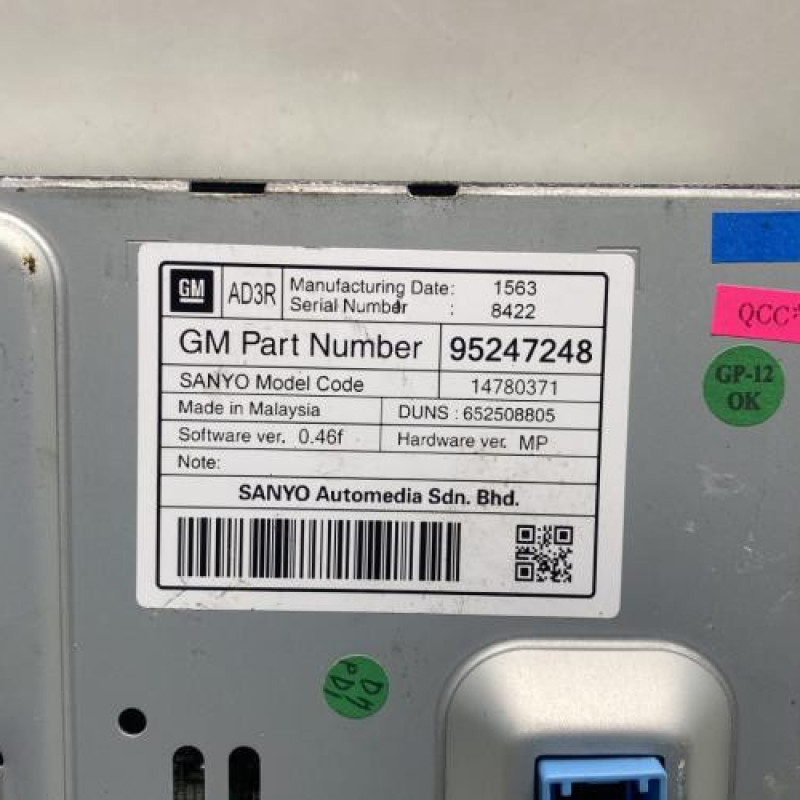 GM
AD3R
Manufacturing Date: 1563
Serial Number : 8422
GM Part Number 95247248
SANYO Model Code 14780371
Made in Malaysia DUNS : 652508805
Software ver. 0.46f Hardware ver. MP
Note:
SANYO Automedia Sdn. Bhd.
QCC*
GP-12
OK